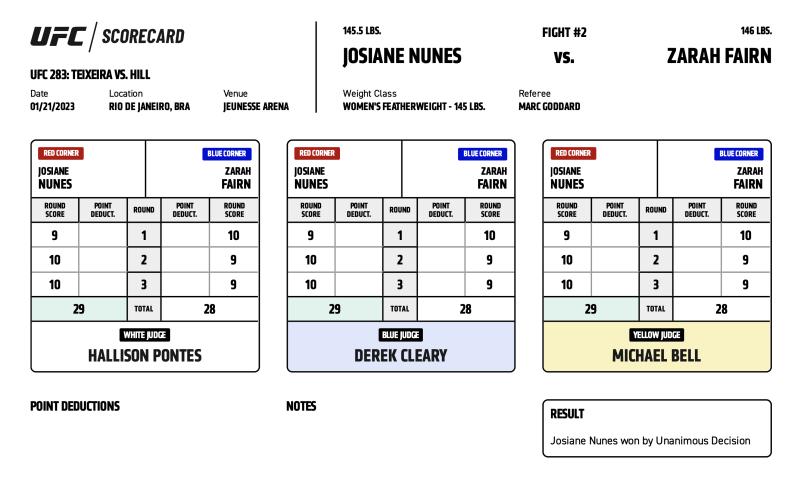 UFC / SCORECARD
UFC 283: TEIXEIRA VS. HILL
Date Location Venue
01/21/2023 RIO DE JANEIRO, BRA JEUNESSE ARENA
145.5 LBS. FIGHT #2 146 LBS.
JOSIANE NUNES vs. ZARAH FAIRN
Weight Class Referee
WOMEN'S FEATHERWEIGHT - 145 LBS. MARC GODDARD
RED CORNER BLUE CORNER
JOSIANE ZARAH
NUNES FAIRN
ROUND SCORE POINT DEDUCT. ROUND ROUND SCORE
9 1 10
10 2 9
10 3 9
29 TOTAL 28
WHITE JUDGE
HALLISON PONTES
RED CORNER BLUE CORNER
JOSIANE ZARAH
NUNES FAIRN
ROUND SCORE POINT DEDUCT. ROUND POINT DEDUCT. ROUND SCORE
9 1 10
10 2 9
10 3 9
29 TOTAL 28
BLUE JUDGE
DEREK CLEARY
RED CORNER BLUE CORNER
JOSIANE ZARAH
NUNES FAIRN
ROUND SCORE POINT DEDUCT. ROUND POINT DEDUCT. ROUND SCORE
9 1 10
10 2 9
10 3 9
29 TOTAL 28
YELLOW JUDGE
MICHAEL BELL
POINT DEDUCTIONS
NOTES
RESULT
Josiane Nunes won by Unanimous Decision